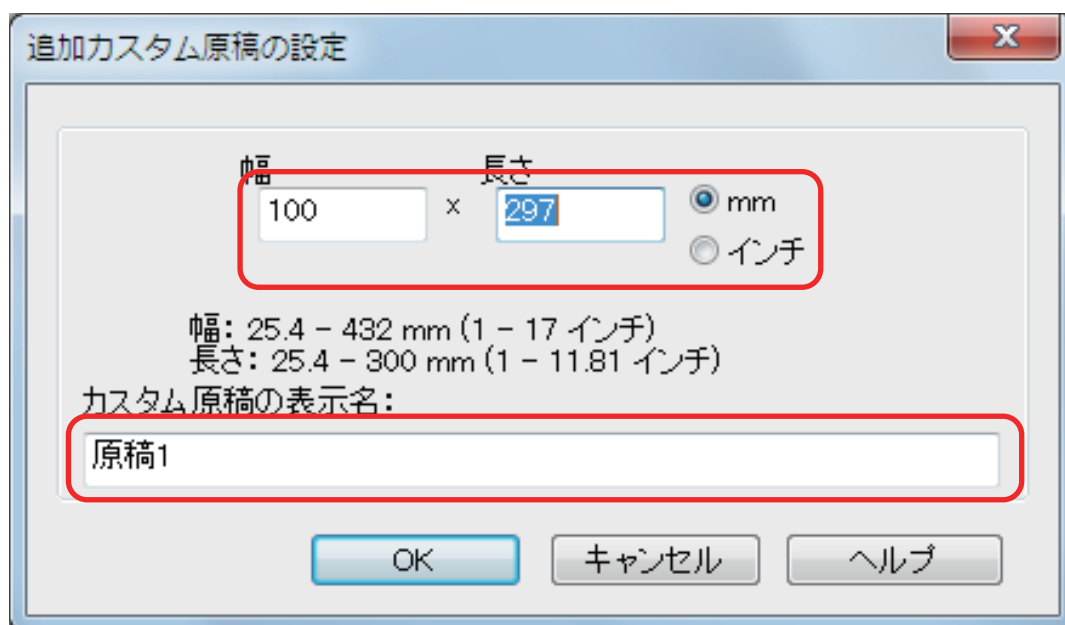 追加カスタム原稿の設定
幅 長さ
100 x 297 mm
インチ
幅: 25.4 - 432 mm (1 - 17 インチ)
長さ: 25.4 - 300 mm (1 - 11.81 インチ)
カスタム原稿の表示名:
原稿1
OK キャンセル ヘルプ